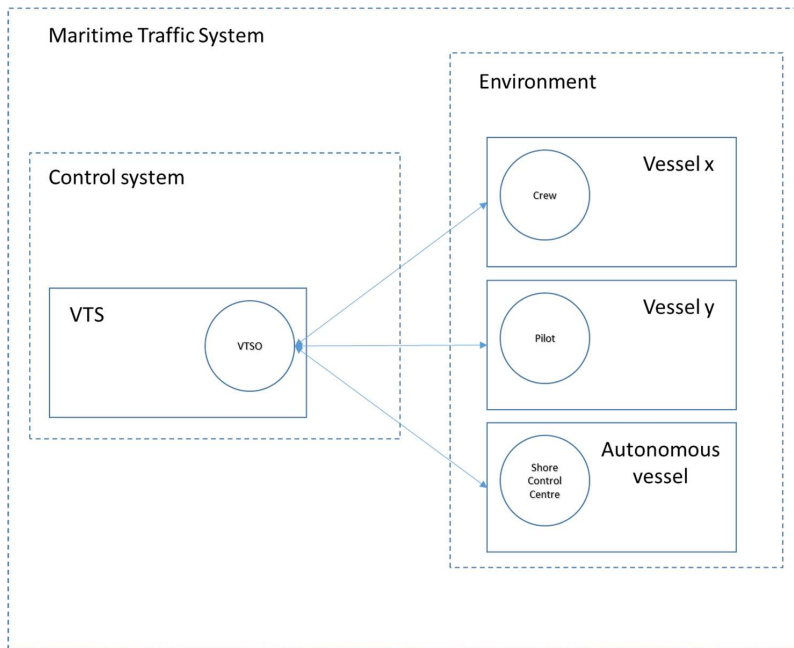 Maritime Traffic System
Environment
Control system
VTS
VTSO
Vessel x
Crew
Vessel y
Pilot
Autonomous
vessel
Shore
Control
Centre